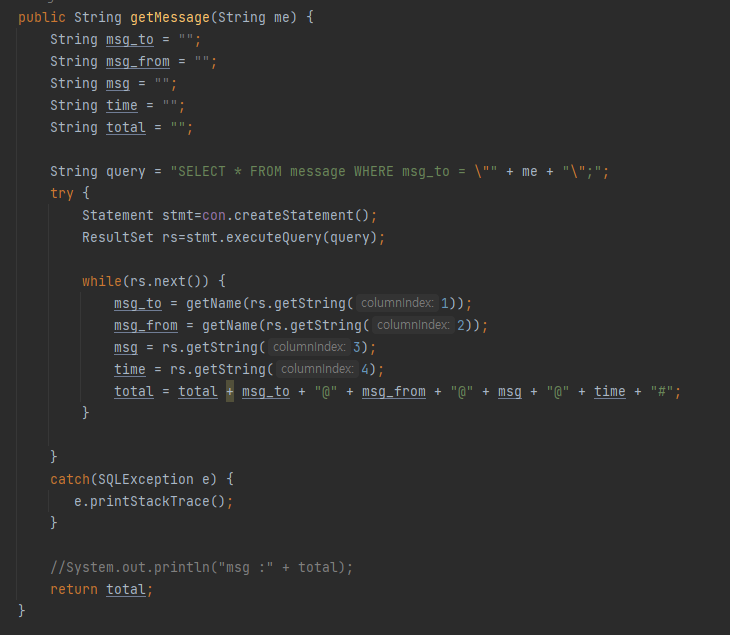 public String getMessage(String me) {
String msg_to = "";
String msg_from = "";
String msg = "";
String time = "";
String total = "";
String query = "SELECT * FROM message WHERE msg_to = \"" + me + "\";";
try {
Statement stmt=con.createStatement();
ResultSet rs=stmt.executeQuery(query);
while(rs.next()) {
msg_to = getName(rs.getString( columnIndex: 1));
msg_from = getName(rs.getString( columnIndex: 2));
msg = rs.getString( columnIndex: 3);
time = rs.getString( columnIndex: 4);
total = total + msg_to + "@" + msg_from + "@" + msg + "@" + time + "#";
}
}
catch(SQLException e) {
e.printStackTrace();
}
//System.out.println("msg :" + total);
return total;
}